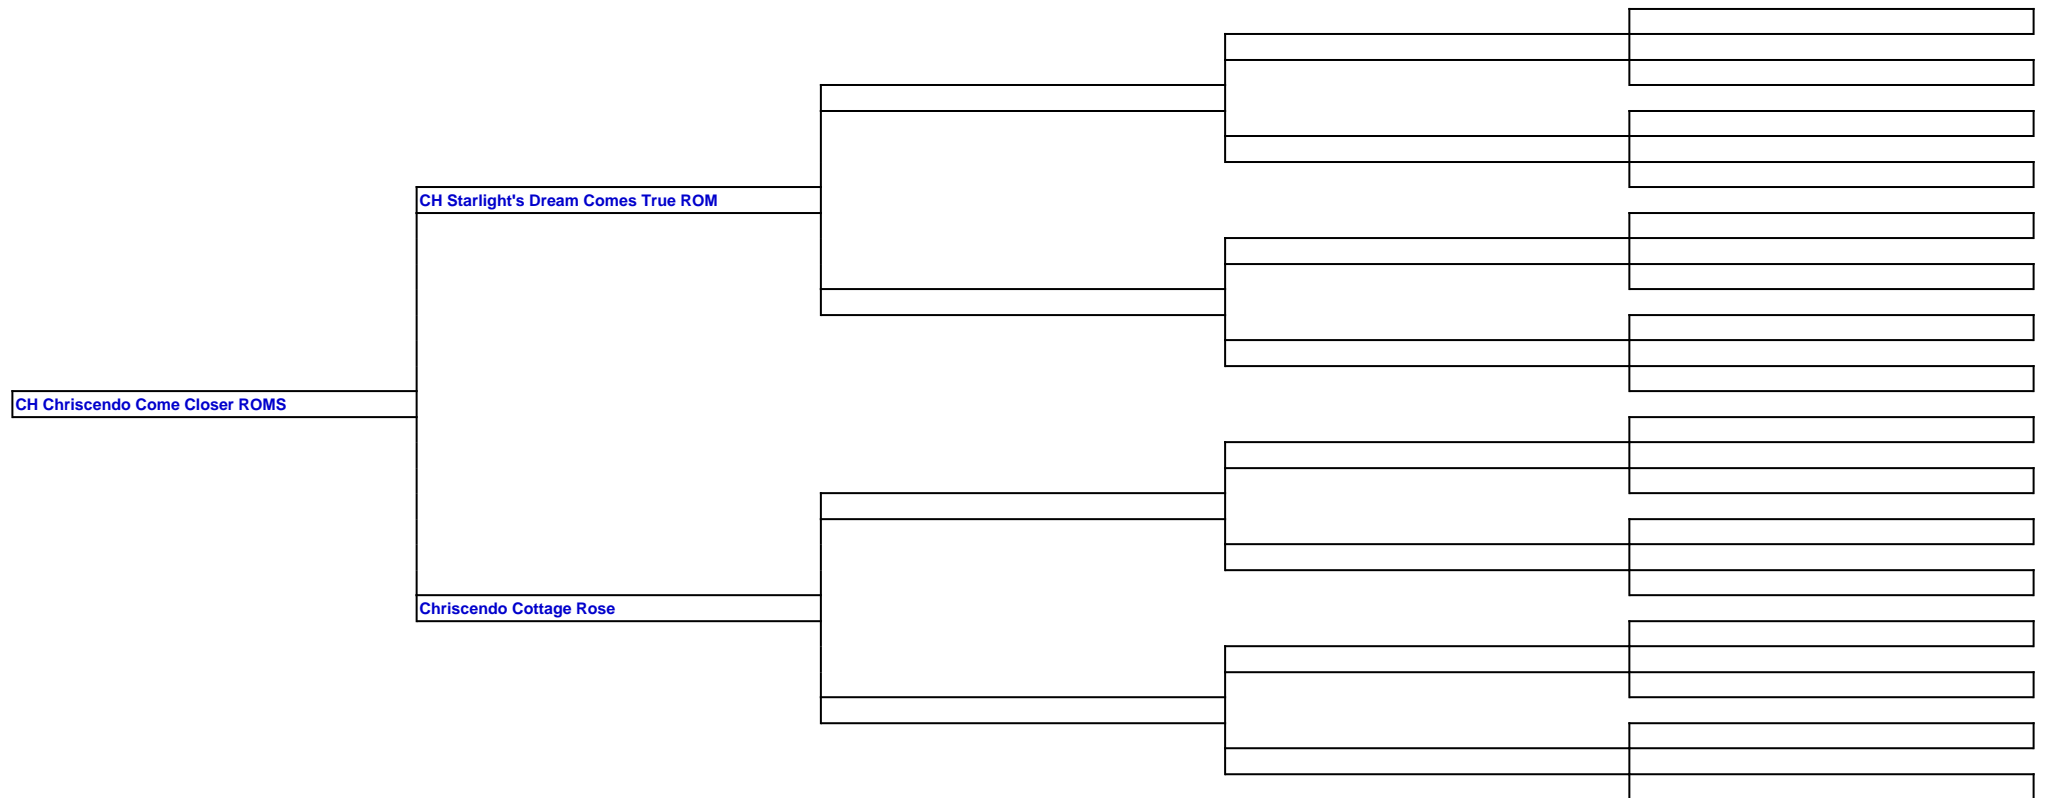 CH Starlight's Dream Comes True ROM
CH Chriscendo Come Closer ROMS
Chriscendo Cottage Rose